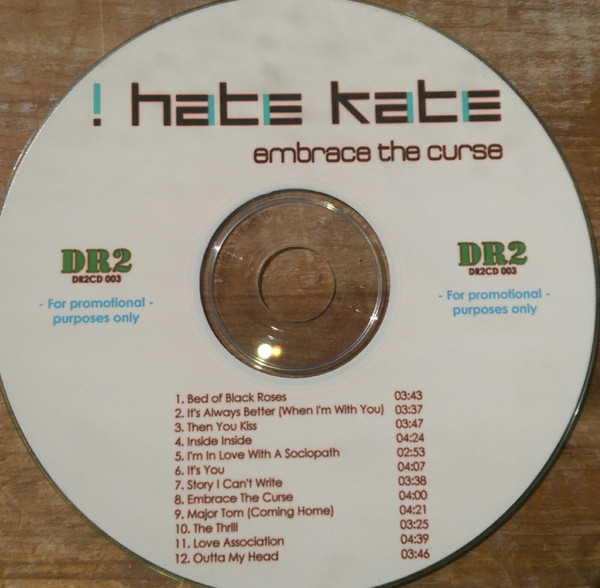 ! hate kate
embrace the curse
DR2
DR2CD 003
- For promotional -
purposes only
DR2
DR2CD 003
- For promotional -
purposes only
1. Bed of Black Roses 03:43
2. It's Always Better (When I'm With You) 03:37
3. Then You Kiss 03:47
4. Inside Inside 04:24
5. I'm In Love With A Sociopath 02:53
6. It's You 04:07
7. Story I Can't Write 03:38
8. Embrace The Curse 04:00
9. Major Tom (Coming Home) 04:21
10. The Thrill 03:25
11. Love Association 04:39
12. Outta My Head 03:46